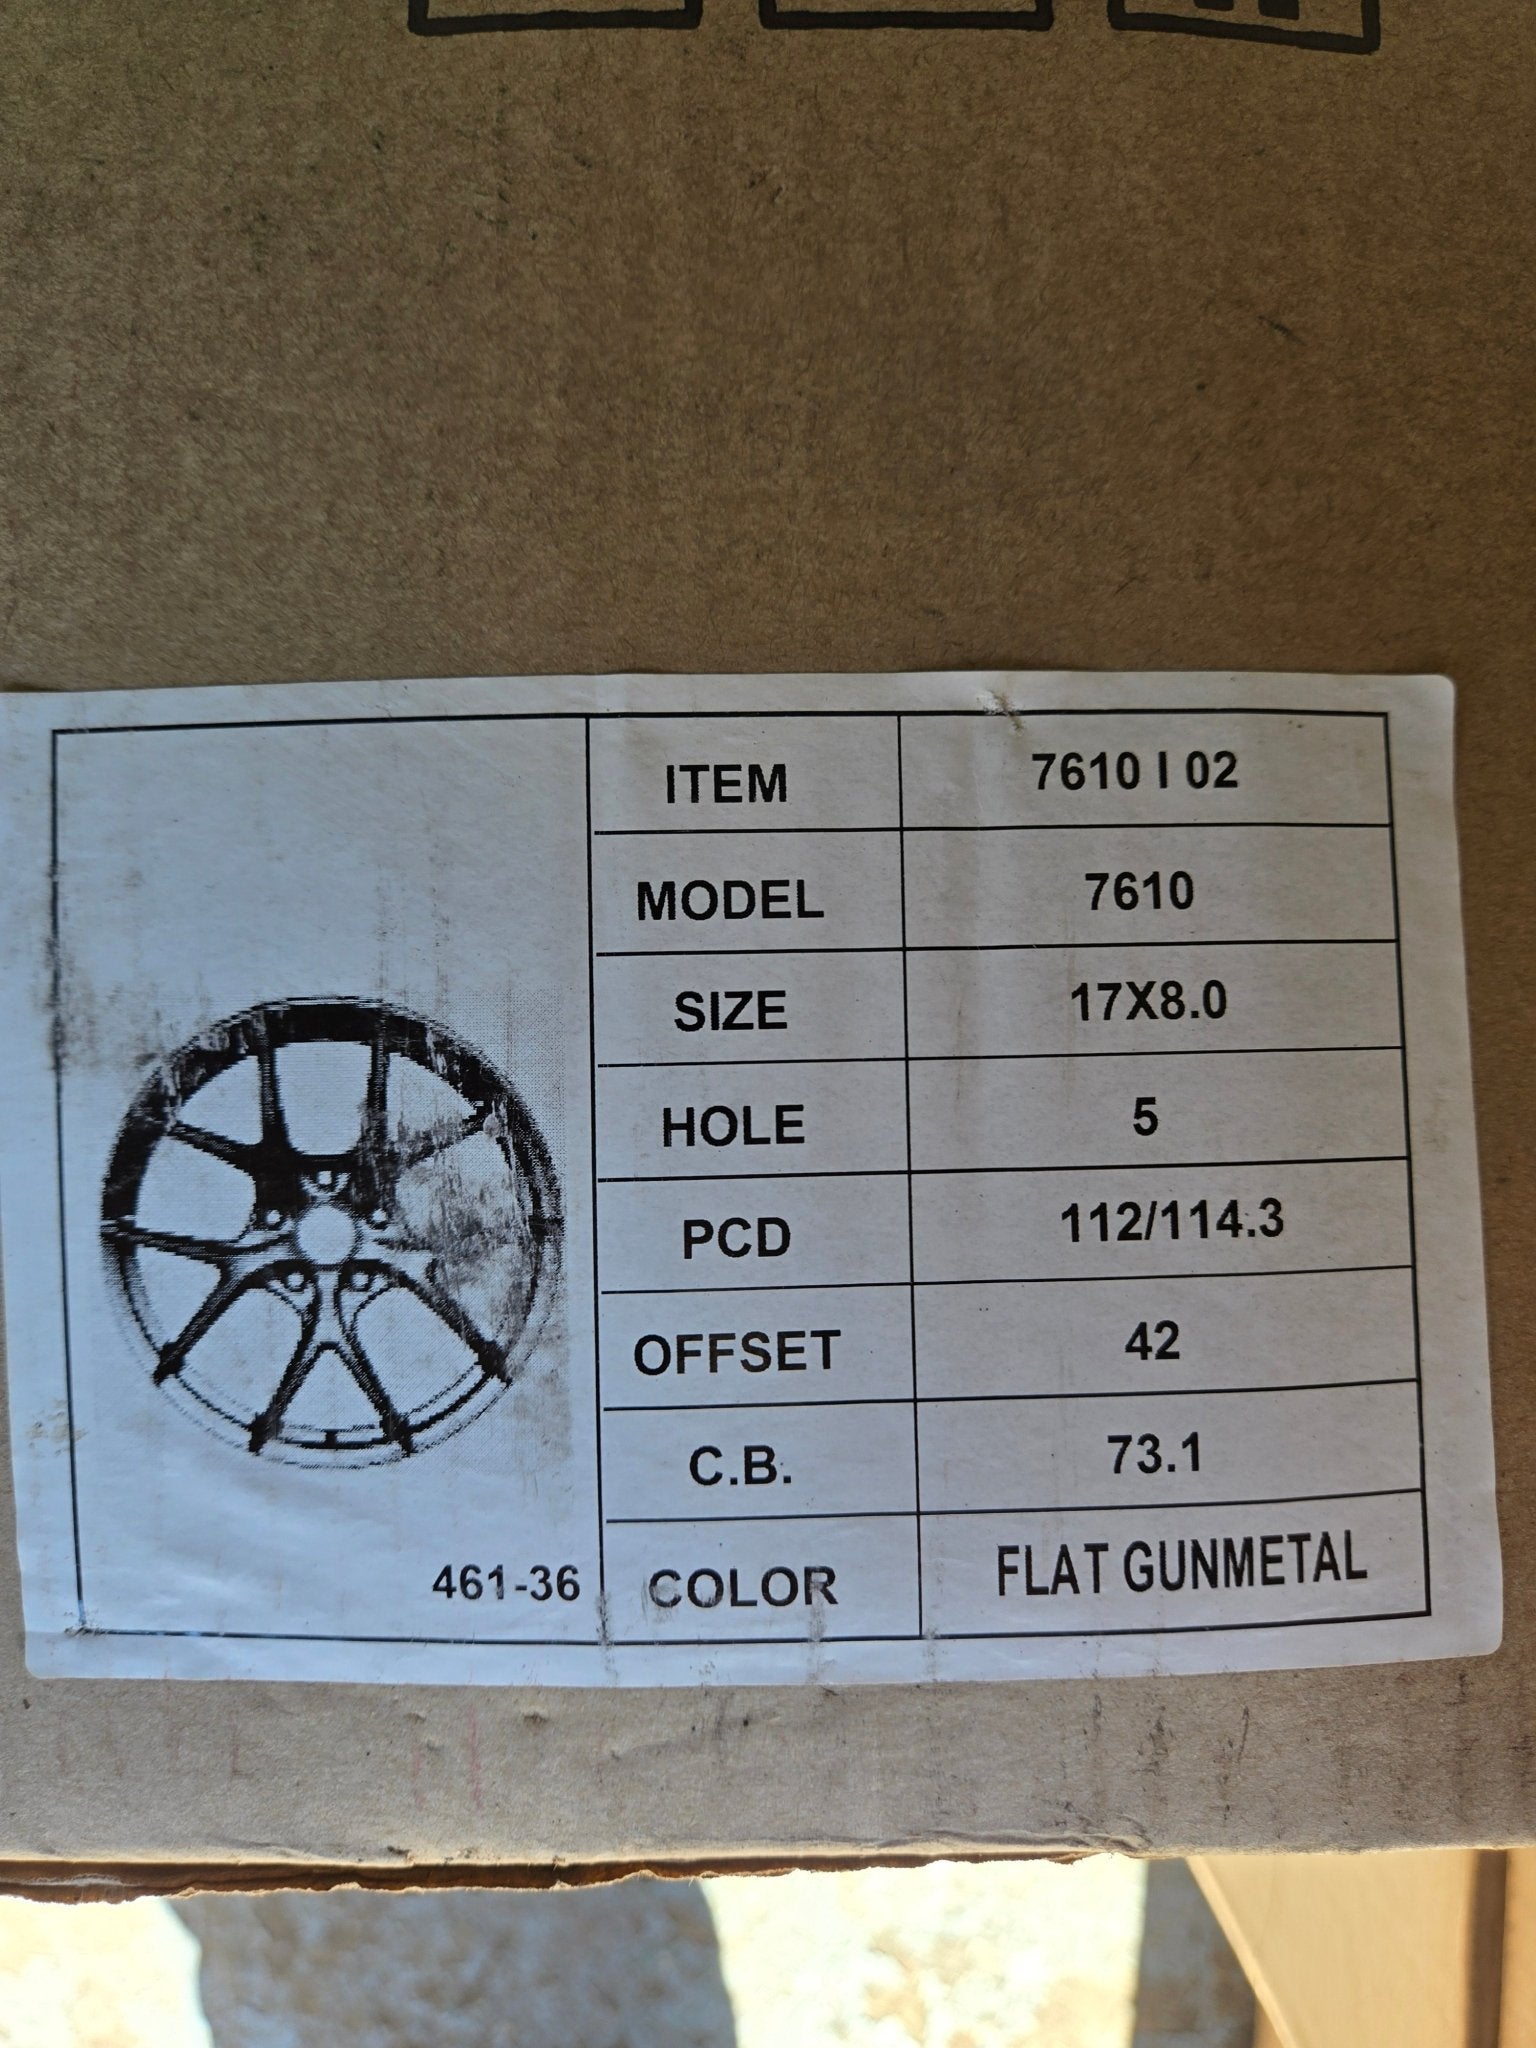 ITEM 7610 I 02
MODEL 7610
SIZE 17X8.0
HOLE 5
PCD 112/114.3
OFFSET 42
C.B. 73.1
COLOR FLAT GUNMETAL
461-36